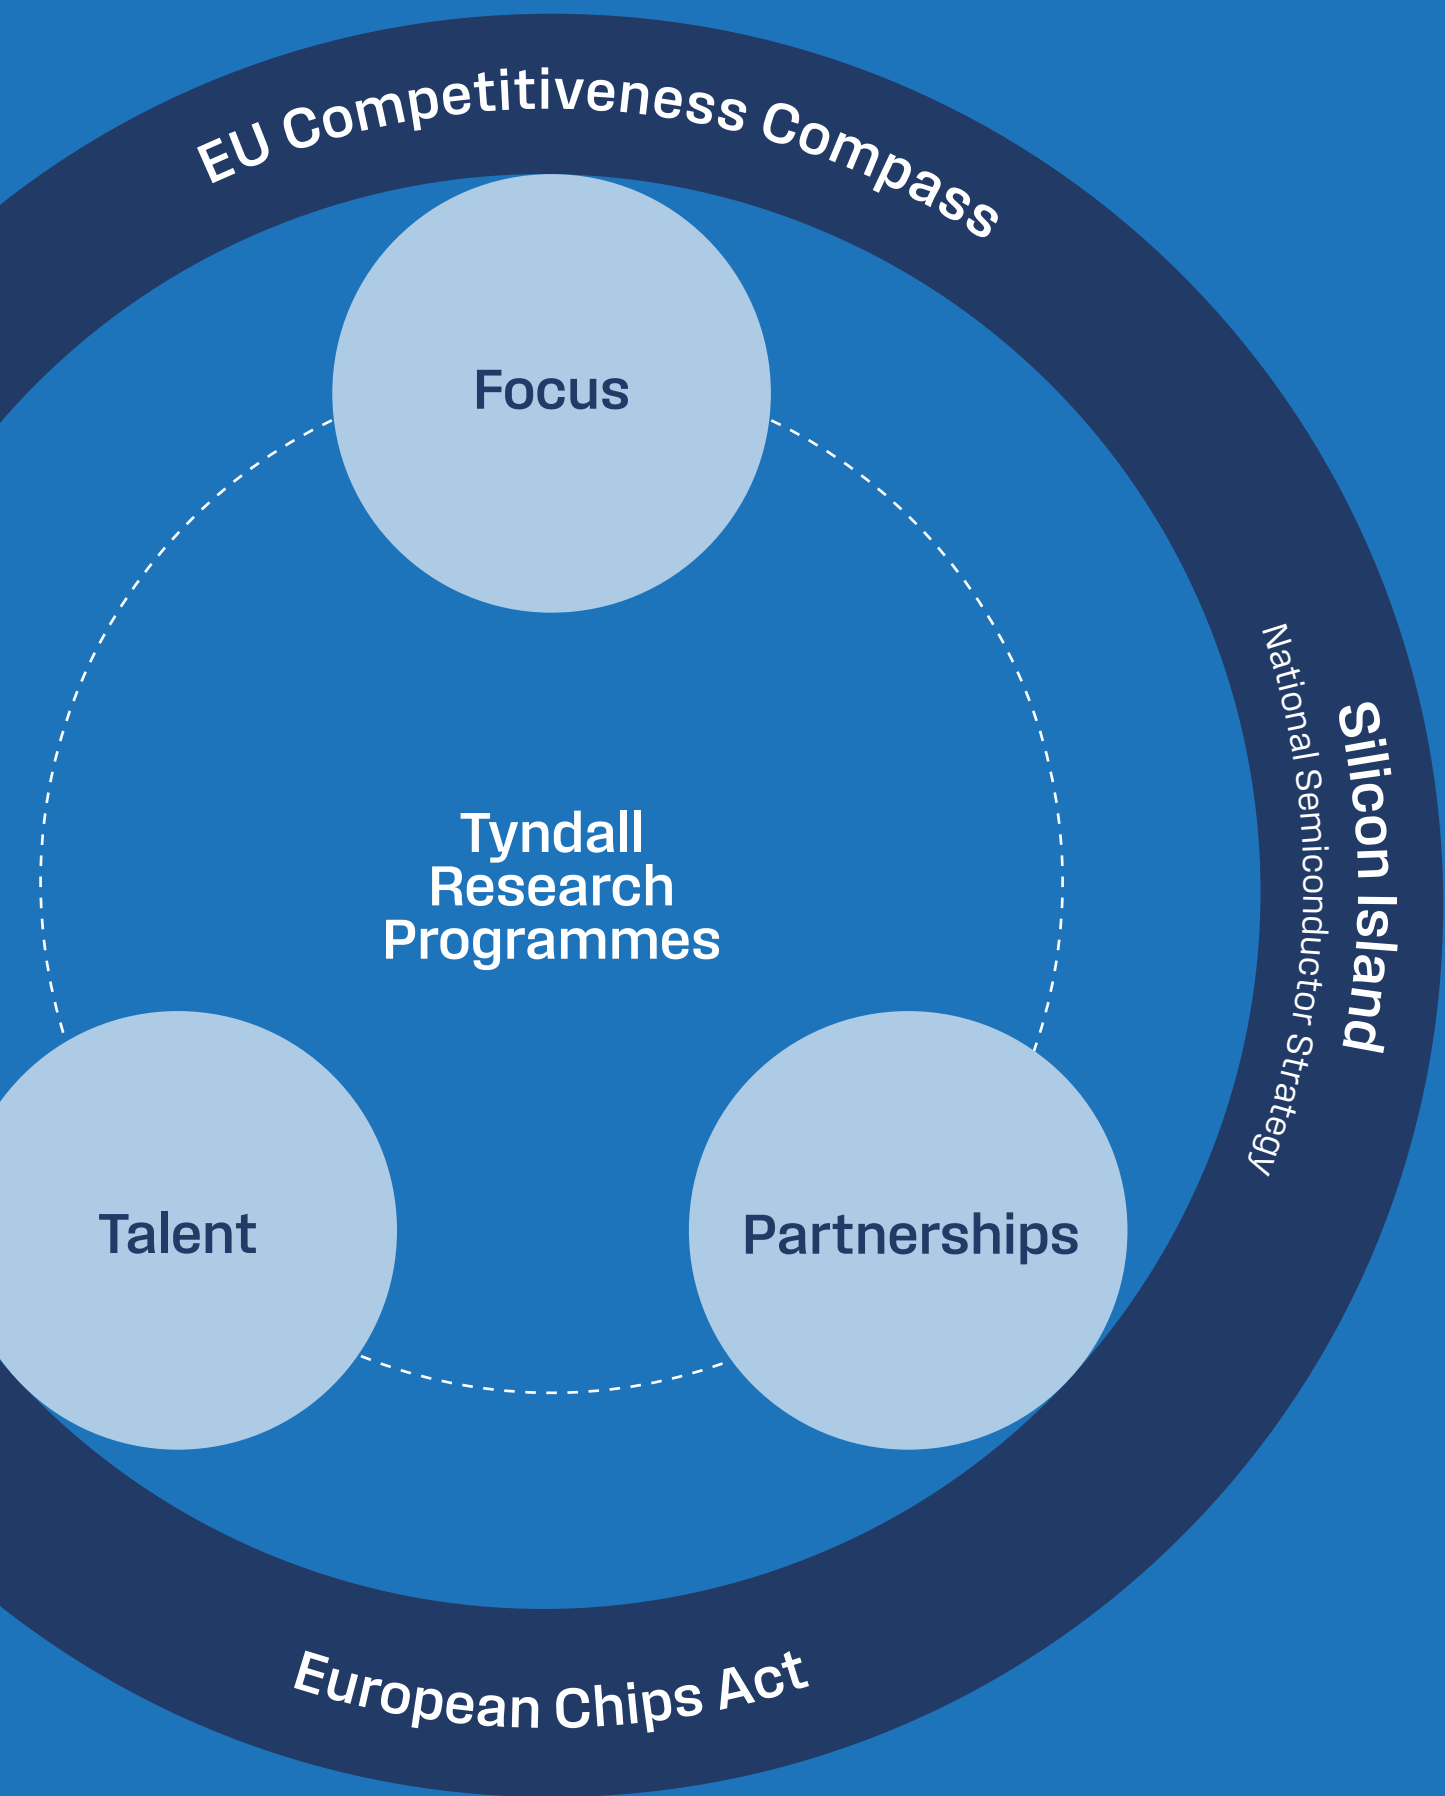 EU Competitiveness Compass
Focus
Silicon Island
National Semiconductor Strategy
Tyndall
Research
Programmes
Talent
Partnerships
European Chips Act